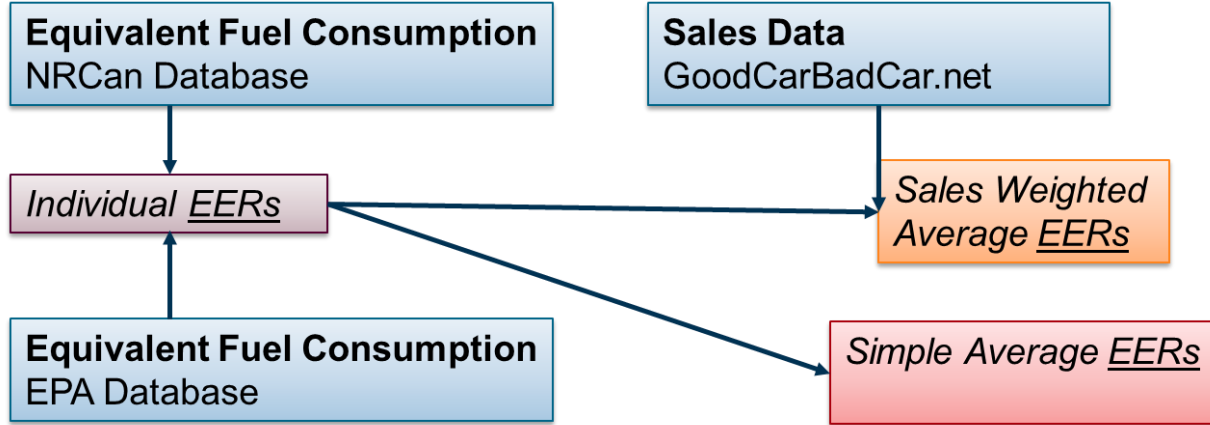 Equivalent Fuel Consumption
NRCan Database
Sales Data
GoodCarBadCar.net
Individual EERs
Sales Weighted
Average EERs
Equivalent Fuel Consumption
EPA Database
Simple Average EERs